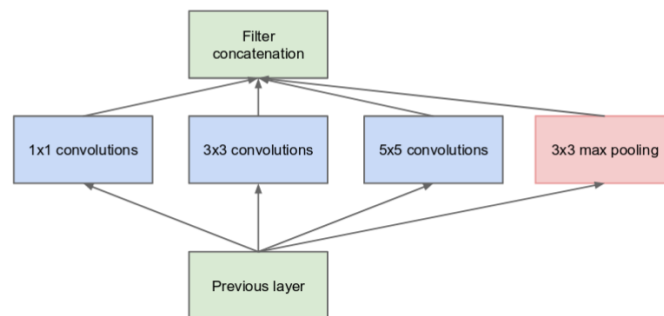 Filter
concatenation
1x1 convolutions
3x3 convolutions
5x5 convolutions
3x3 max pooling
Previous layer